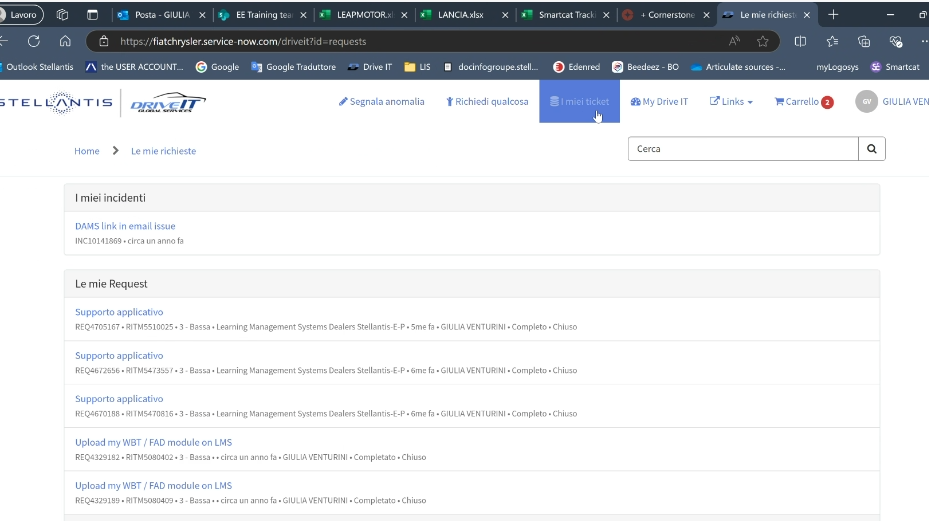 Lavoro Posta - GIULIA EE Training tea LEAPMOTOR.xl LANCIA.xlsx Smartcat Track + Cornerstone Le mie richiest
https://fiatchrysler.service-now.com/driveit?id=requests
Outlook Stellantis the USER ACCOUNT... Google Google Traduttore Drive IT LIS docinfogroupe.stell... Edenred Beedeez - BO Articulate sources -... myLogosys Smartcat
STELLANTIS DRIVEIT GLOBAL SERVICES Segnala anomalia Richiedi qualcosa I miei ticket My Drive IT Links Carrello 2 GV GIULIA VEN
Home > Le mie richieste Cerca
I miei incidenti
DAMS link in email issue
INC10141869 • circa un anno fa
Le mie Request
Supporto applicativo
REQ4705167 • RITM5510025 • 3 - Bassa • Learning Management Systems Dealers Stellantis-E-P • 5me fa • GIULIA VENTURINI • Completo • Chiuso
Supporto applicativo
REQ4672656 • RITM5473557 • 3 - Bassa • Learning Management Systems Dealers Stellantis-E-P • 6me fa • GIULIA VENTURINI • Completo • Chiuso
Supporto applicativo
REQ4670188 • RITM5470816 • 3 - Bassa • Learning Management Systems Dealers Stellantis-E-P • 6me fa • GIULIA VENTURINI • Completo • Chiuso
Upload my WBT / FAD module on LMS
REQ4329192 • RITM5080402 • 3 - Bassa • • circa un anno fa • GIULIA VENTURINI • Completato • Chiuso
Upload my WBT / FAD module on LMS
REQ4329199 • RITM5080409 • 3 - Bassa • • circa un anno fa • GIULIA VENTURINI • Completato • Chiuso